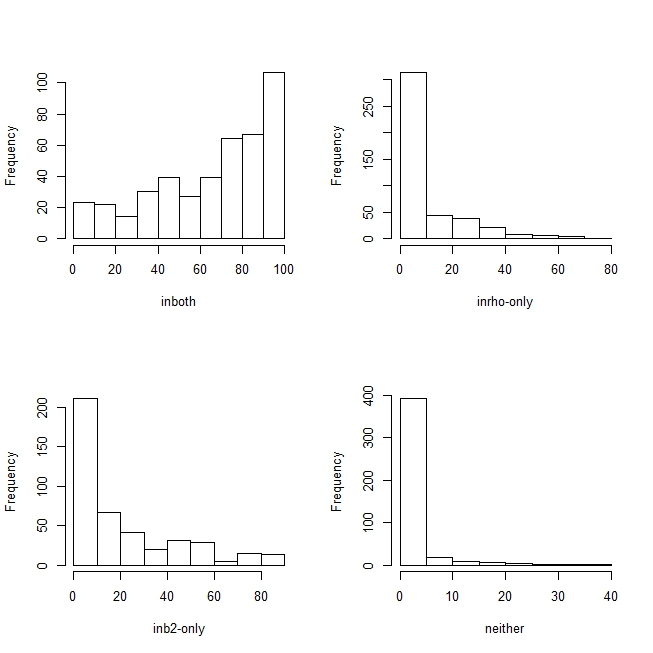 Frequency
0 20 40 60 80 100
0 20 40 60 80 100
inboth
Frequency
0 50 150 250
0 20 40 60 80
inrho-only
Frequency
0 50 100 150 200
0 20 40 60 80
inb2-only
Frequency
0 100 200 300 400
0 10 20 30 40
neither